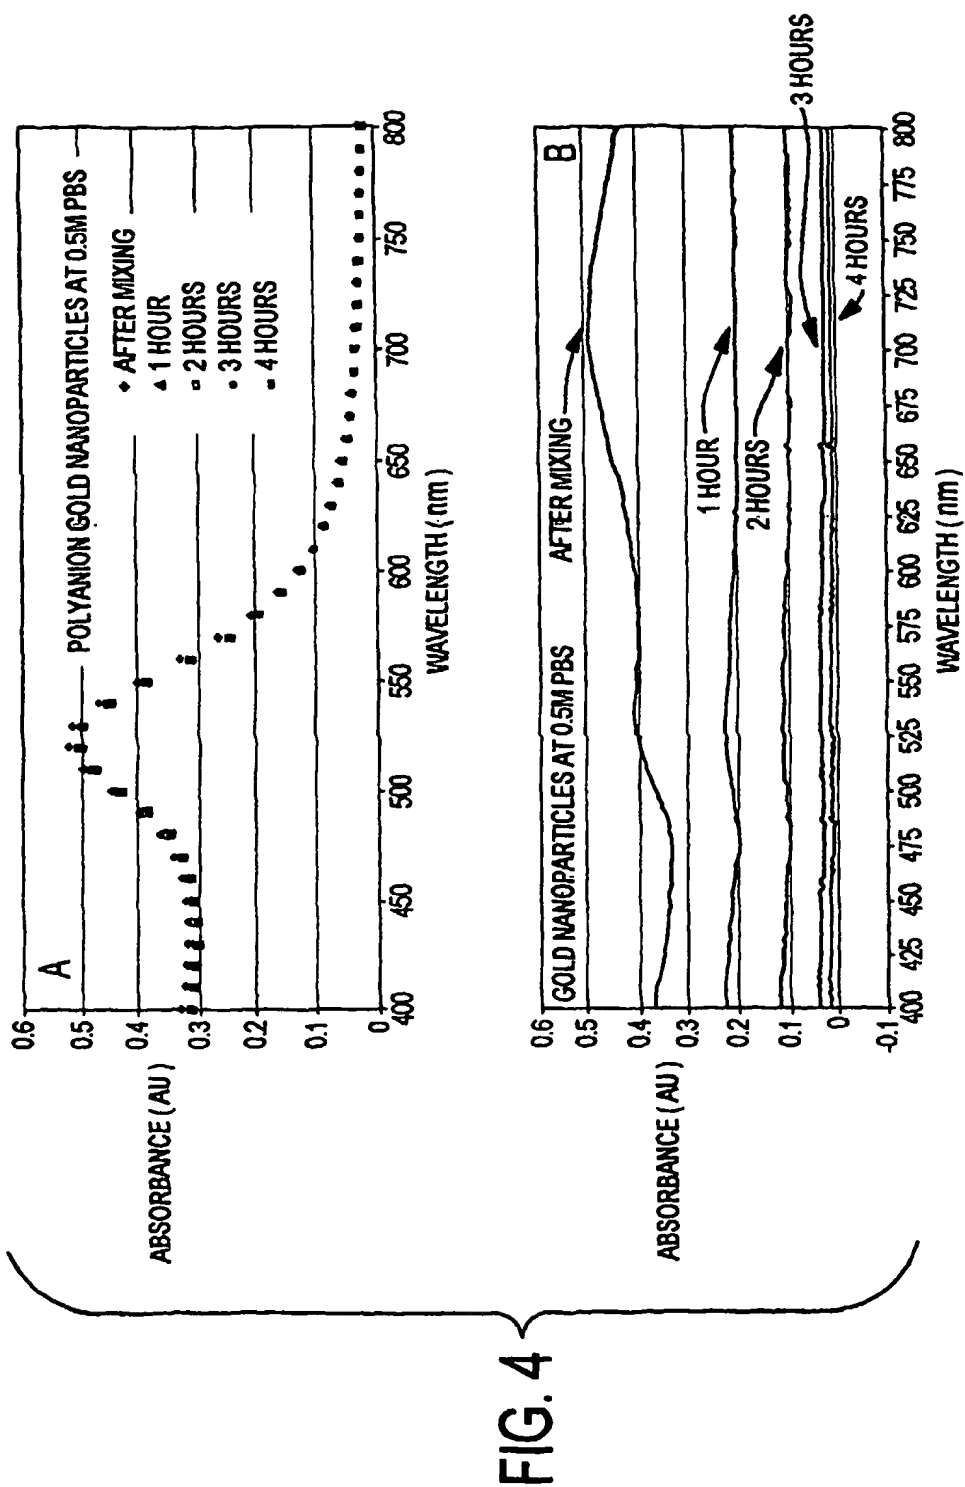 FIG. 4
A
POLYANION GOLD NANOPARTICLES AT 0.5M PBS
AFTER MIXING
1 HOUR
2 HOURS
3 HOURS
4 HOURS
ABSORBANCE (AU)
0.6
0.5
0.4
0.3
0.2
0.1
0
400
450
500
550
600
650
700
750
800
WAVELENGTH (nm)
B
GOLD NANOPARTICLES AT 0.5M PBS
AFTER MIXING
1 HOUR
2 HOURS
3 HOURS
4 HOURS
ABSORBANCE (AU)
0.6
0.5
0.4
0.3
0.2
0.1
0
-0.1
400
425
450
475
500
525
550
575
600
625
650
675
700
725
750
775
800
WAVELENGTH (nm)